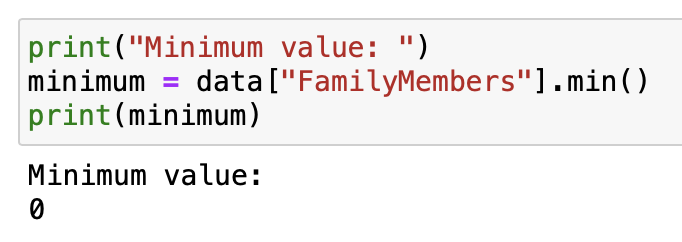 print("Minimum value: ")
minimum = data["FamilyMembers"].min()
print(minimum)
Minimum value:
0